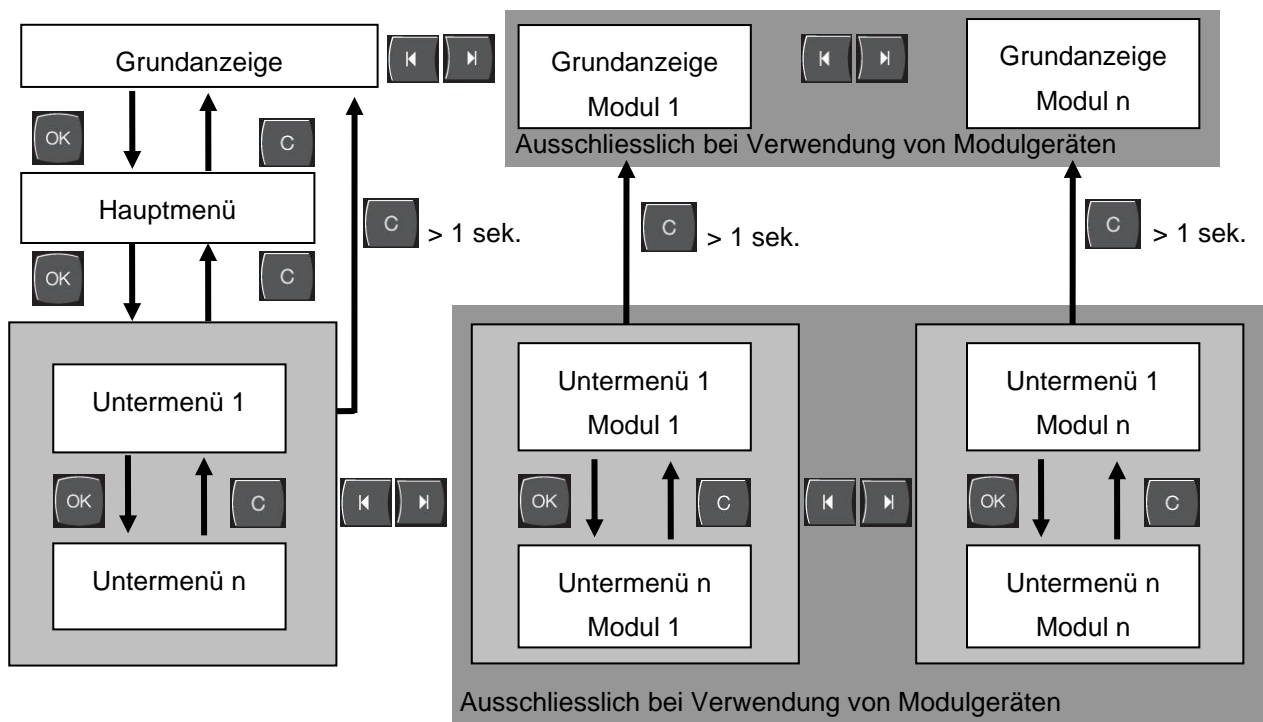 Grundanzeige
Grundanzeige
Modul 1
Grundanzeige
Modul n
Ausschliesslich bei Verwendung von Modulgeräten
OK
C
Hauptmenü
C
> 1 sek.
C
> 1 sek.
C
> 1 sek.
OK
C
Untermenü 1
OK
C
Untermenü n
Untermenü 1
Modul 1
OK
C
Untermenü n
Modul 1
Untermenü 1
Modul n
OK
C
Untermenü n
Modul n
Ausschliesslich bei Verwendung von Modulgeräten